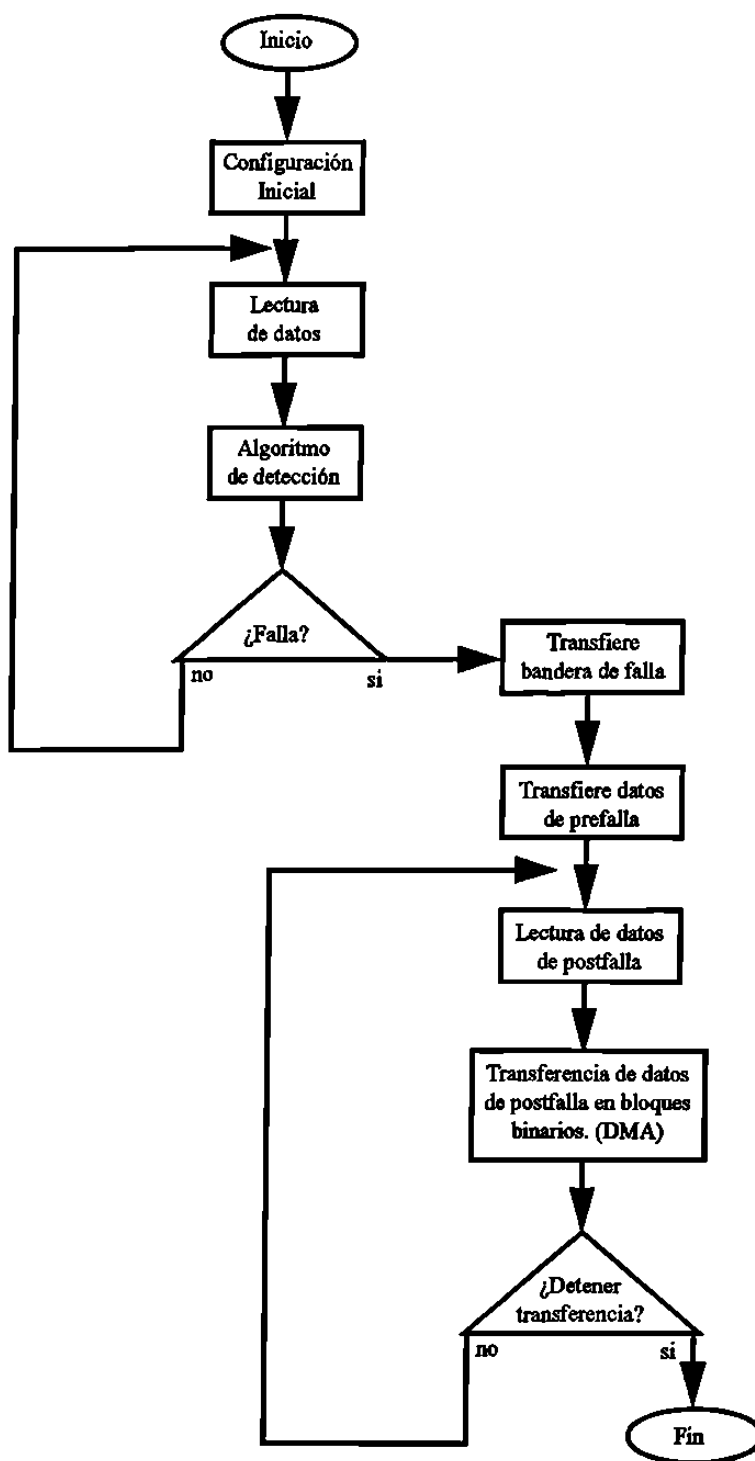 Inicio
Configuración
Inicial
Lectura
de datos
Algoritmo
de detección
¿Falla?
no
si
Transfiere
bandera de falla
Transfiere datos
de prefalla
Lectura de datos
de postfalla
Transferencia de datos
de postfalla en bloques
binarios. (DMA)
¿Detener
transferencia?
no
si
Fín